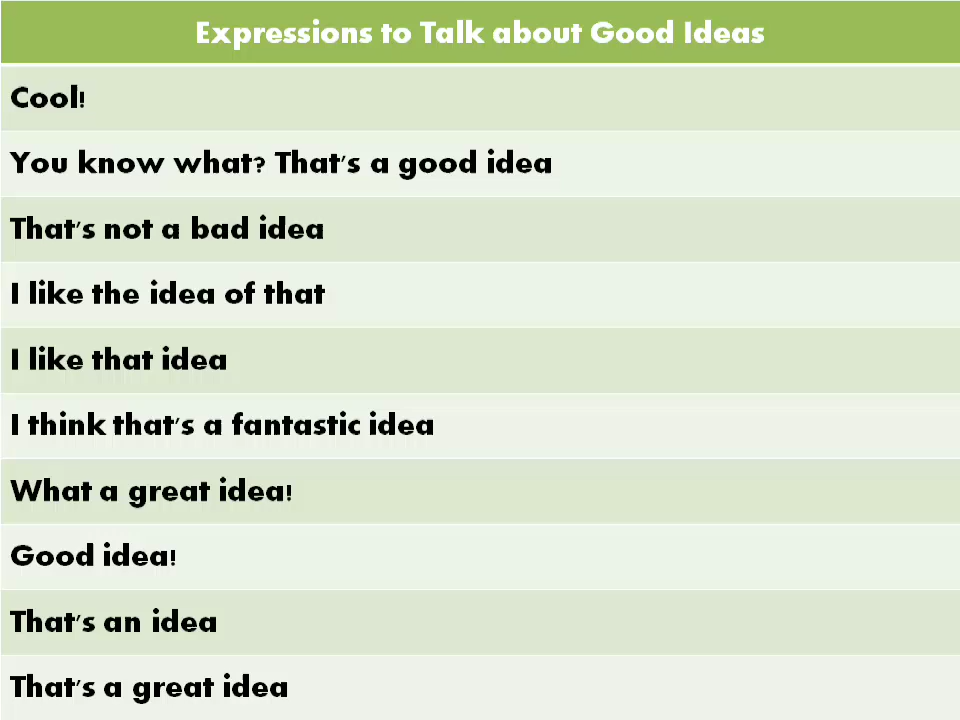 Expressions to Talk about Good Ideas
Cool!
You know what? That's a good idea
That's not a bad idea
I like the idea of that
I like that idea
I think that's a fantastic idea
What a great idea!
Good idea!
That's an idea
That's a great idea